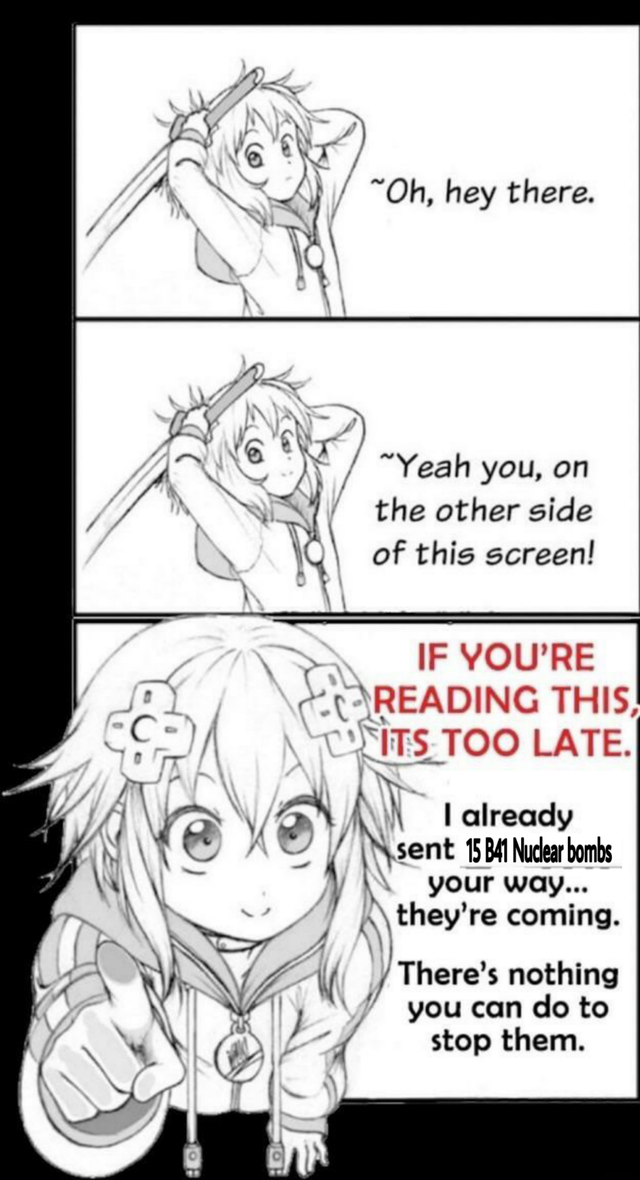 ~Oh, hey there.
~Yeah you, on
the other side
of this screen!
IF YOU'RE
READING THIS,
ITS TOO LATE.
I already
sent 15 B41 Nuclear bombs
your way...
they're coming.
There's nothing
you can do to
stop them.